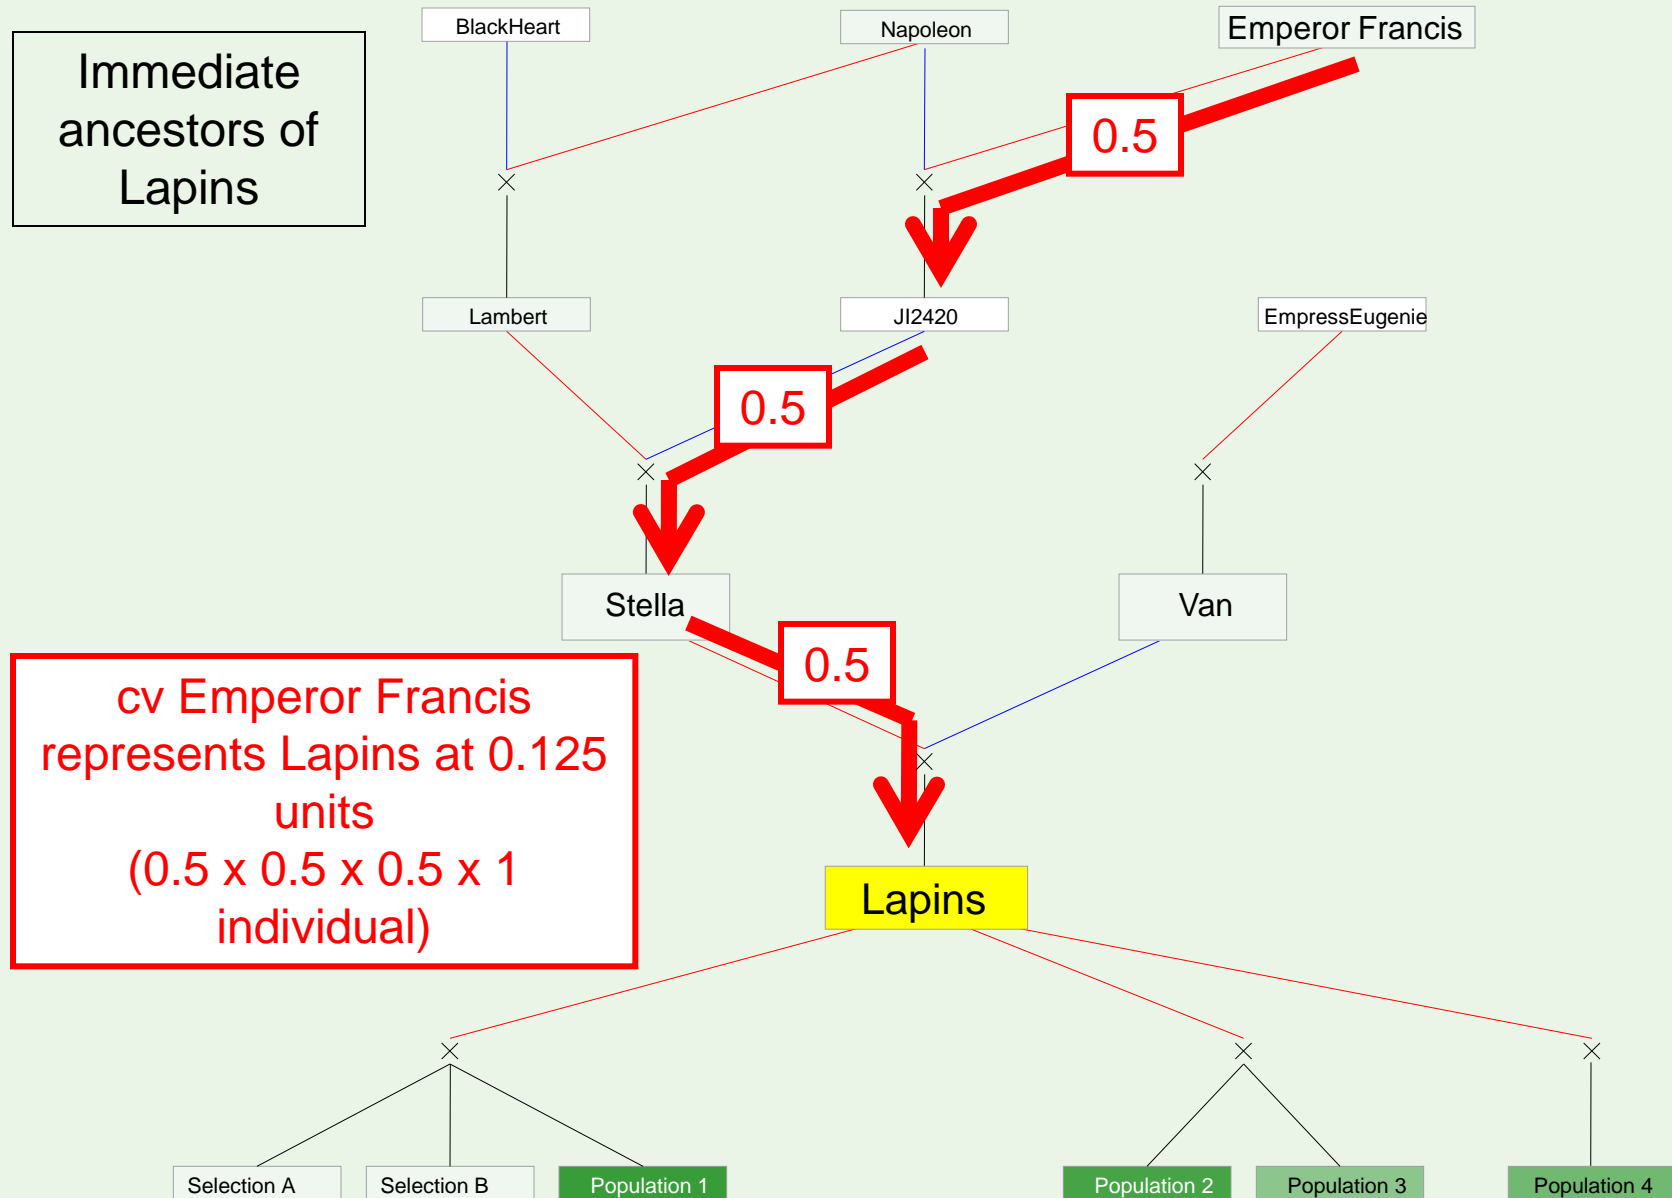 BlackHeart
Napoleon
Emperor Francis
Immediate
ancestors of
Lapins
0.5
Lambert
JI2420
EmpressEugenie
0.5
Stella
Van
0.5
cv Emperor Francis
represents Lapins at 0.125
units
(0.5 x 0.5 x 0.5 x 1
individual)
Lapins
Selection A
Selection B
Population 1
Population 2
Population 3
Population 4